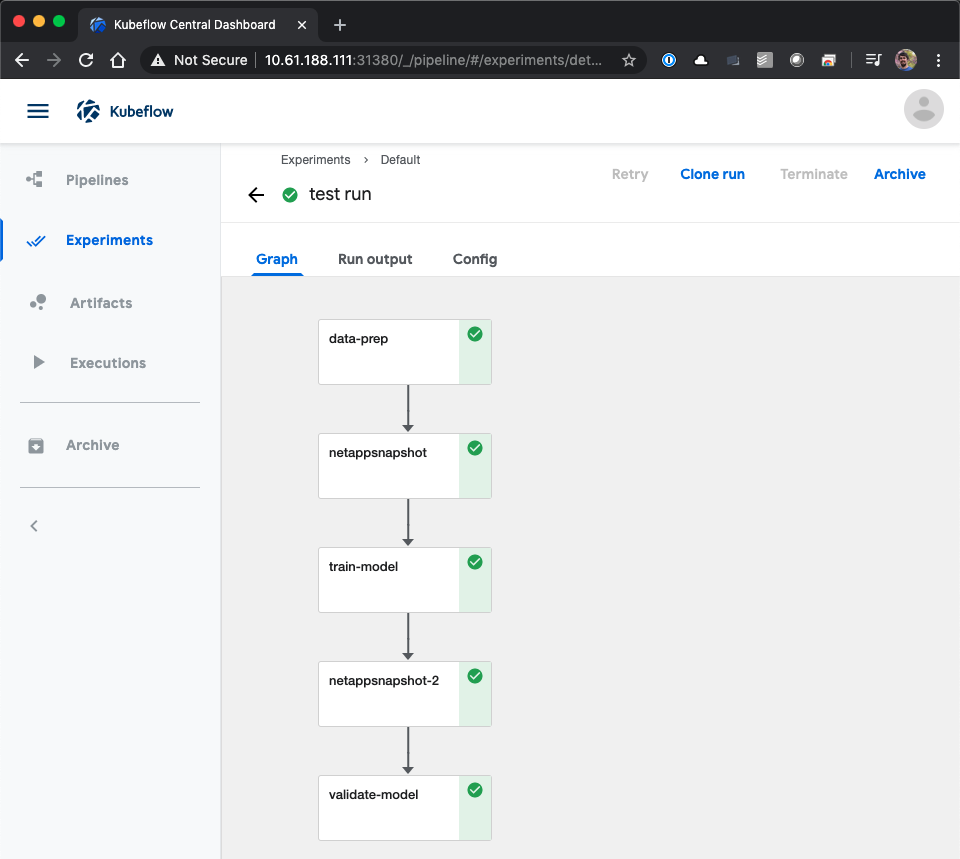 Kubeflow Central Dashboard
Not Secure
10.61.188.111:31380/_/pipeline/#/experiments/det...
Kubeflow
Pipelines
Experiments
Artifacts
Executions
Archive
Experiments > Default
test run
Retry
Clone run
Terminate
Archive
Graph
Run output
Config
data-prep
netappsnapshot
train-model
netappsnapshot-2
validate-model